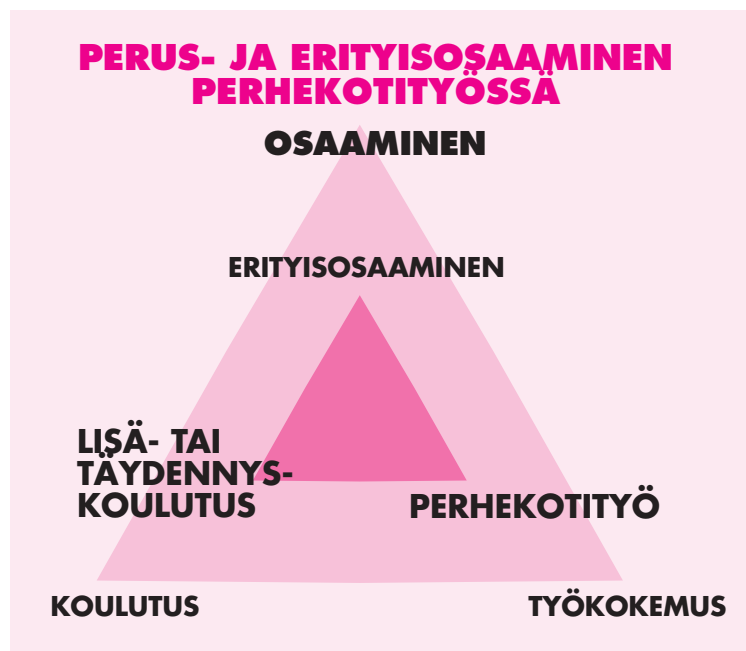 PERUS- JA ERITYISOSAAMINEN
PERHEKOTITYÖSSÄ
OSAAMINEN
ERITYISOSAAMINEN
LISÄ- TAI
TÄYDENNYS-
KOULUTUS
PERHEKOTITYÖ
KOULUTUS
TYÖKOKEMUS